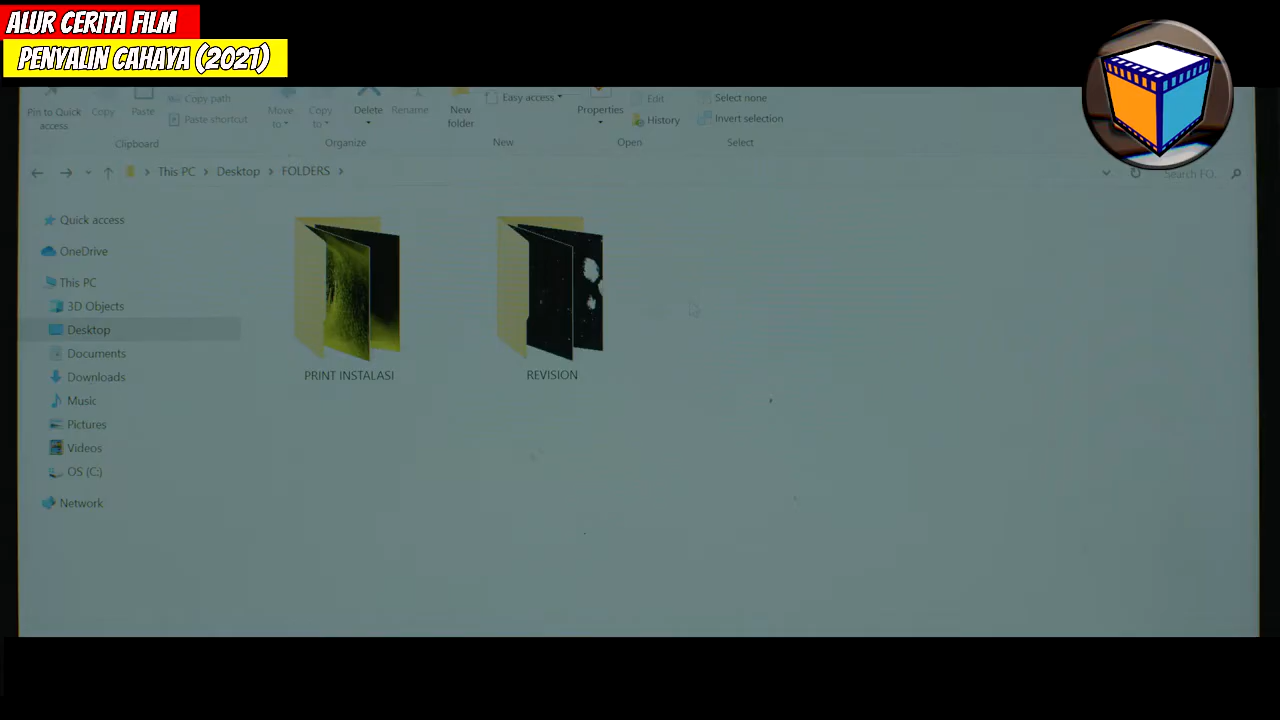 ALUR CERITA FILM
PENYALIN CAHAYA (2021)
Pin to Quick access
Copy
Paste
Copy path
Paste shortcut
Clipboard
Move to
Copy to
Delete
Rename
Organize
New folder
Easy access
New
Properties
Edit
History
Open
Select none
Invert selection
Select
This PC
Desktop
FOLDERS
Search FO...
Quick access
OneDrive
This PC
3D Objects
Desktop
Documents
Downloads
Music
Pictures
Videos
OS (C:)
Network
PRINT INSTALASI
REVISION